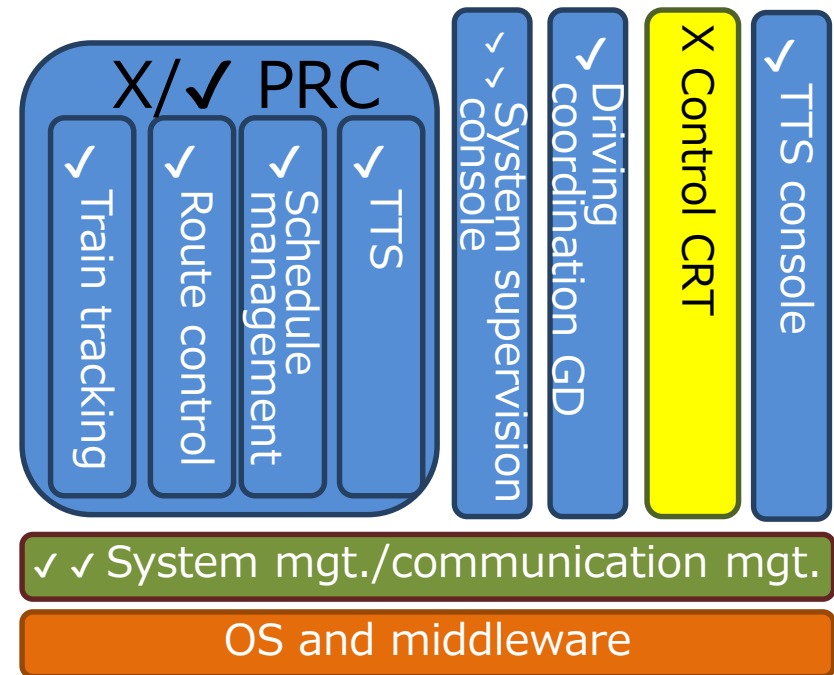 X/✓ PRC
✓ Train tracking
✓ Route control
✓ Schedule
management
✓ TTS
✓ ✓ System supervision
console
✓ Driving
coordination GD
X Control CRT
✓ TTS console
✓ ✓ System mgt./communication mgt.
OS and middleware